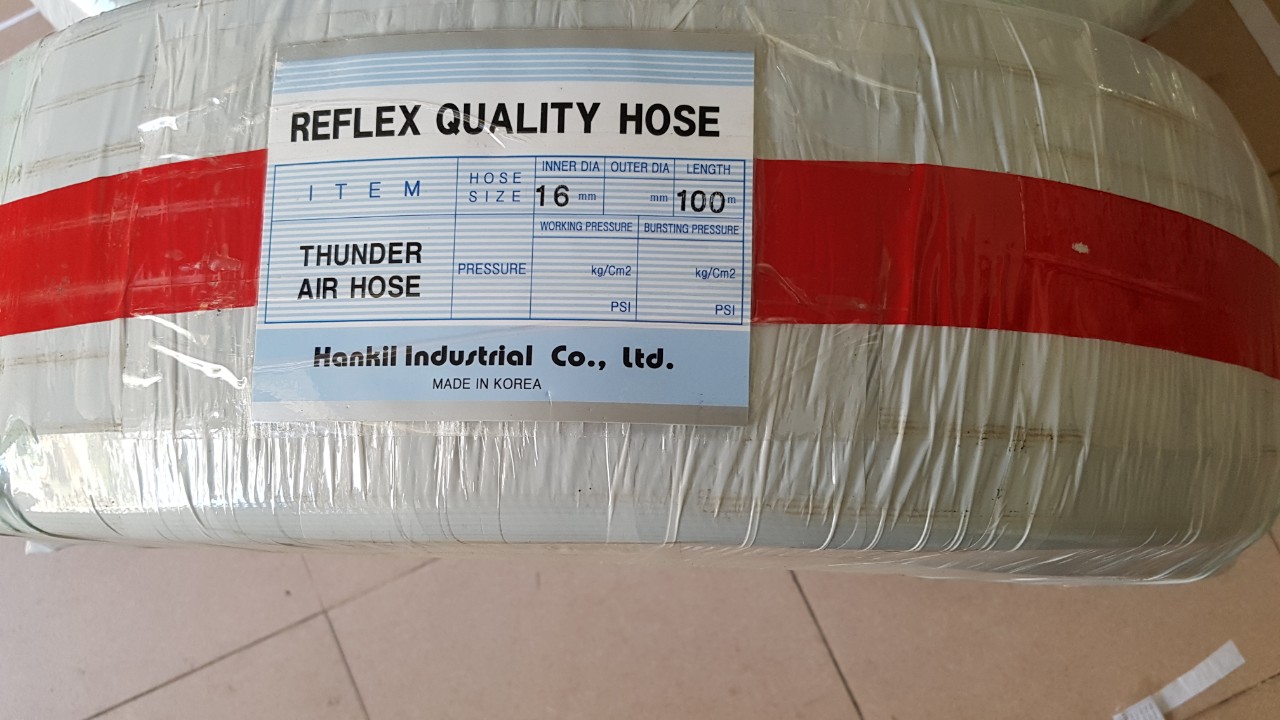 REFLEX QUALITY HOSE
ITEM
HOSE SIZE
INNER DIA
OUTER DIA
LENGTH
16 mm
mm
100 m
THUNDER
AIR HOSE
PRESSURE
WORKING PRESSURE
BURSTING PRESSURE
kg/Cm2
kg/Cm2
PSI
PSI
Hankil Industrial Co., Ltd.
MADE IN KOREA